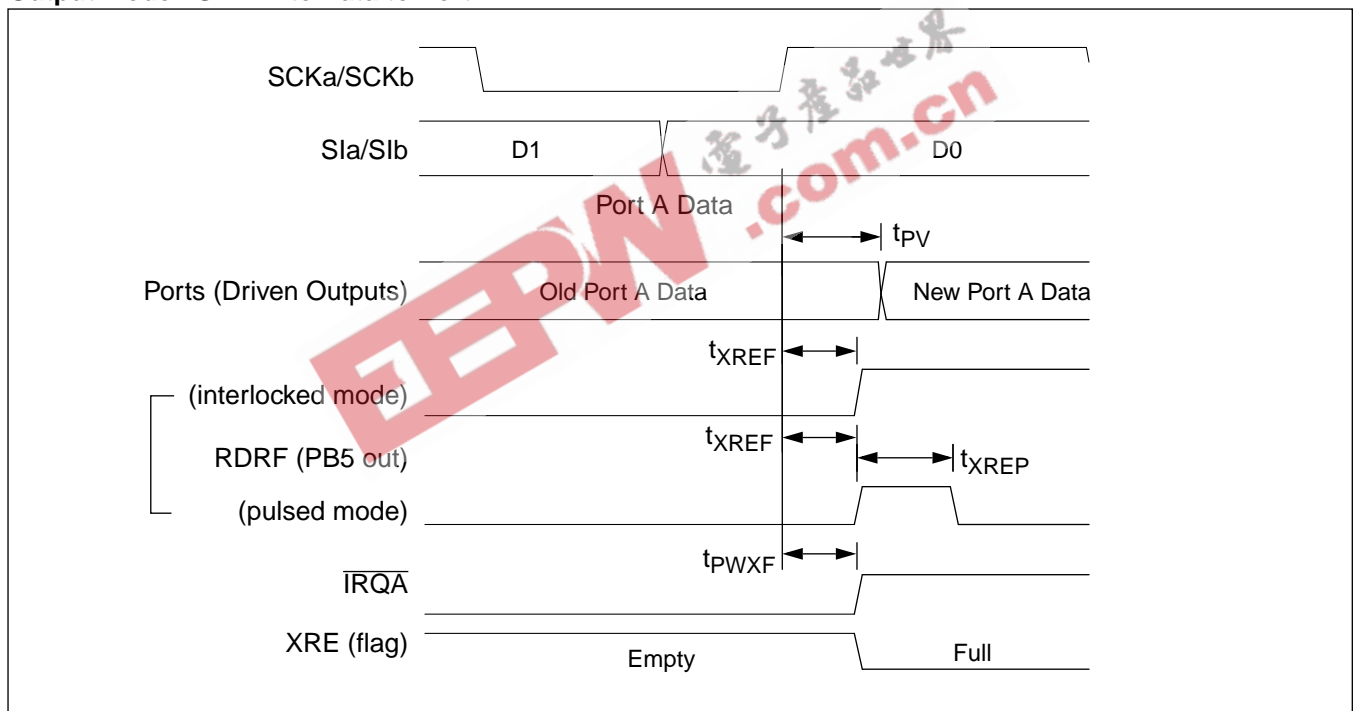 SCKa/SCKb
SIa/SIb
D1
D0
Port A Data
tPV
Ports (Driven Outputs)
Old Port A Data
New Port A Data
tXREF
(interlocked mode)
tXREF
RDRF (PB5 out)
tXREP
(pulsed mode)
tPWXF
IRQA
XRE (flag)
Empty
Full
EEPW
.com.cn
電子產品世界